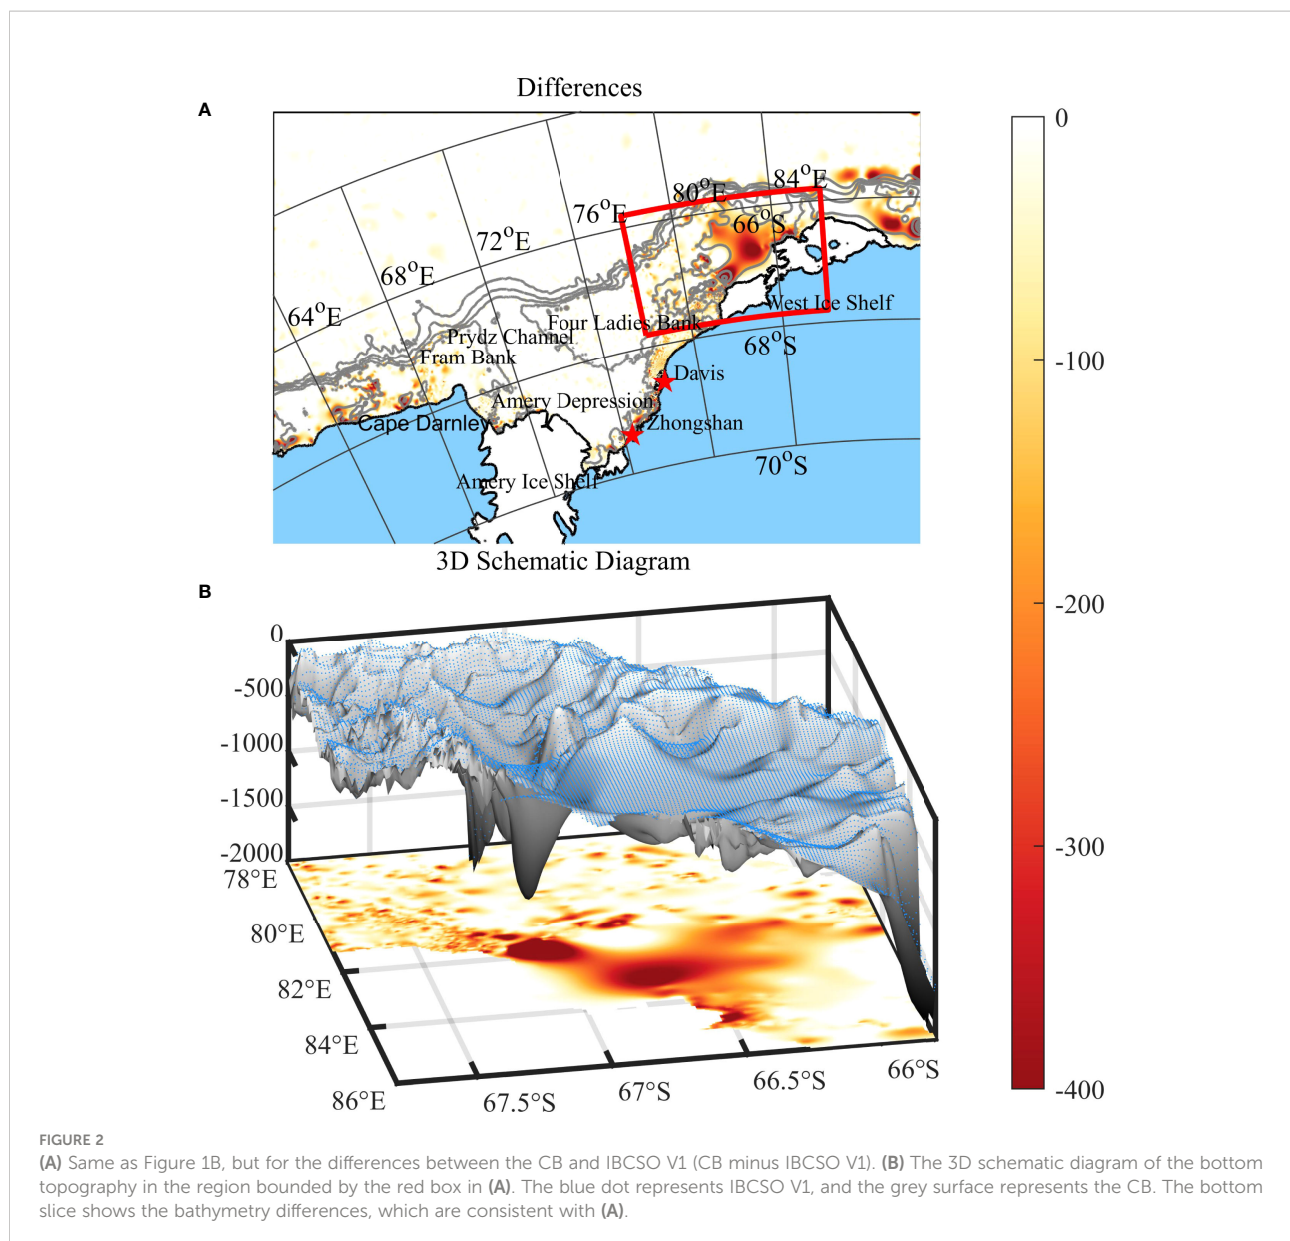 Differences
A
0
84°E
80°E
76°E
66°S
72°E
68°E
64°E
West Ice Shelf
Four Ladies Bank
Prydz Channel
68°S
Fram Bank
-100
Davis
Amery Depression
Cape Darnley
Zhongshan
70°S
Amery Ice Shelf
3D Schematic Diagram
B
-200
0
-500
-1000
-1500
-2000
-300
78°E
80°E
82°E
84°E
86°E
67.5°S
67°S
66.5°S
66°S
-400
FIGURE 2
(A) Same as Figure 1B, but for the differences between the CB and IBCSO V1 (CB minus IBCSO V1). (B) The 3D schematic diagram of the bottom
topography in the region bounded by the red box in (A). The blue dot represents IBCSO V1, and the grey surface represents the CB. The bottom
slice shows the bathymetry differences, which are consistent with (A).